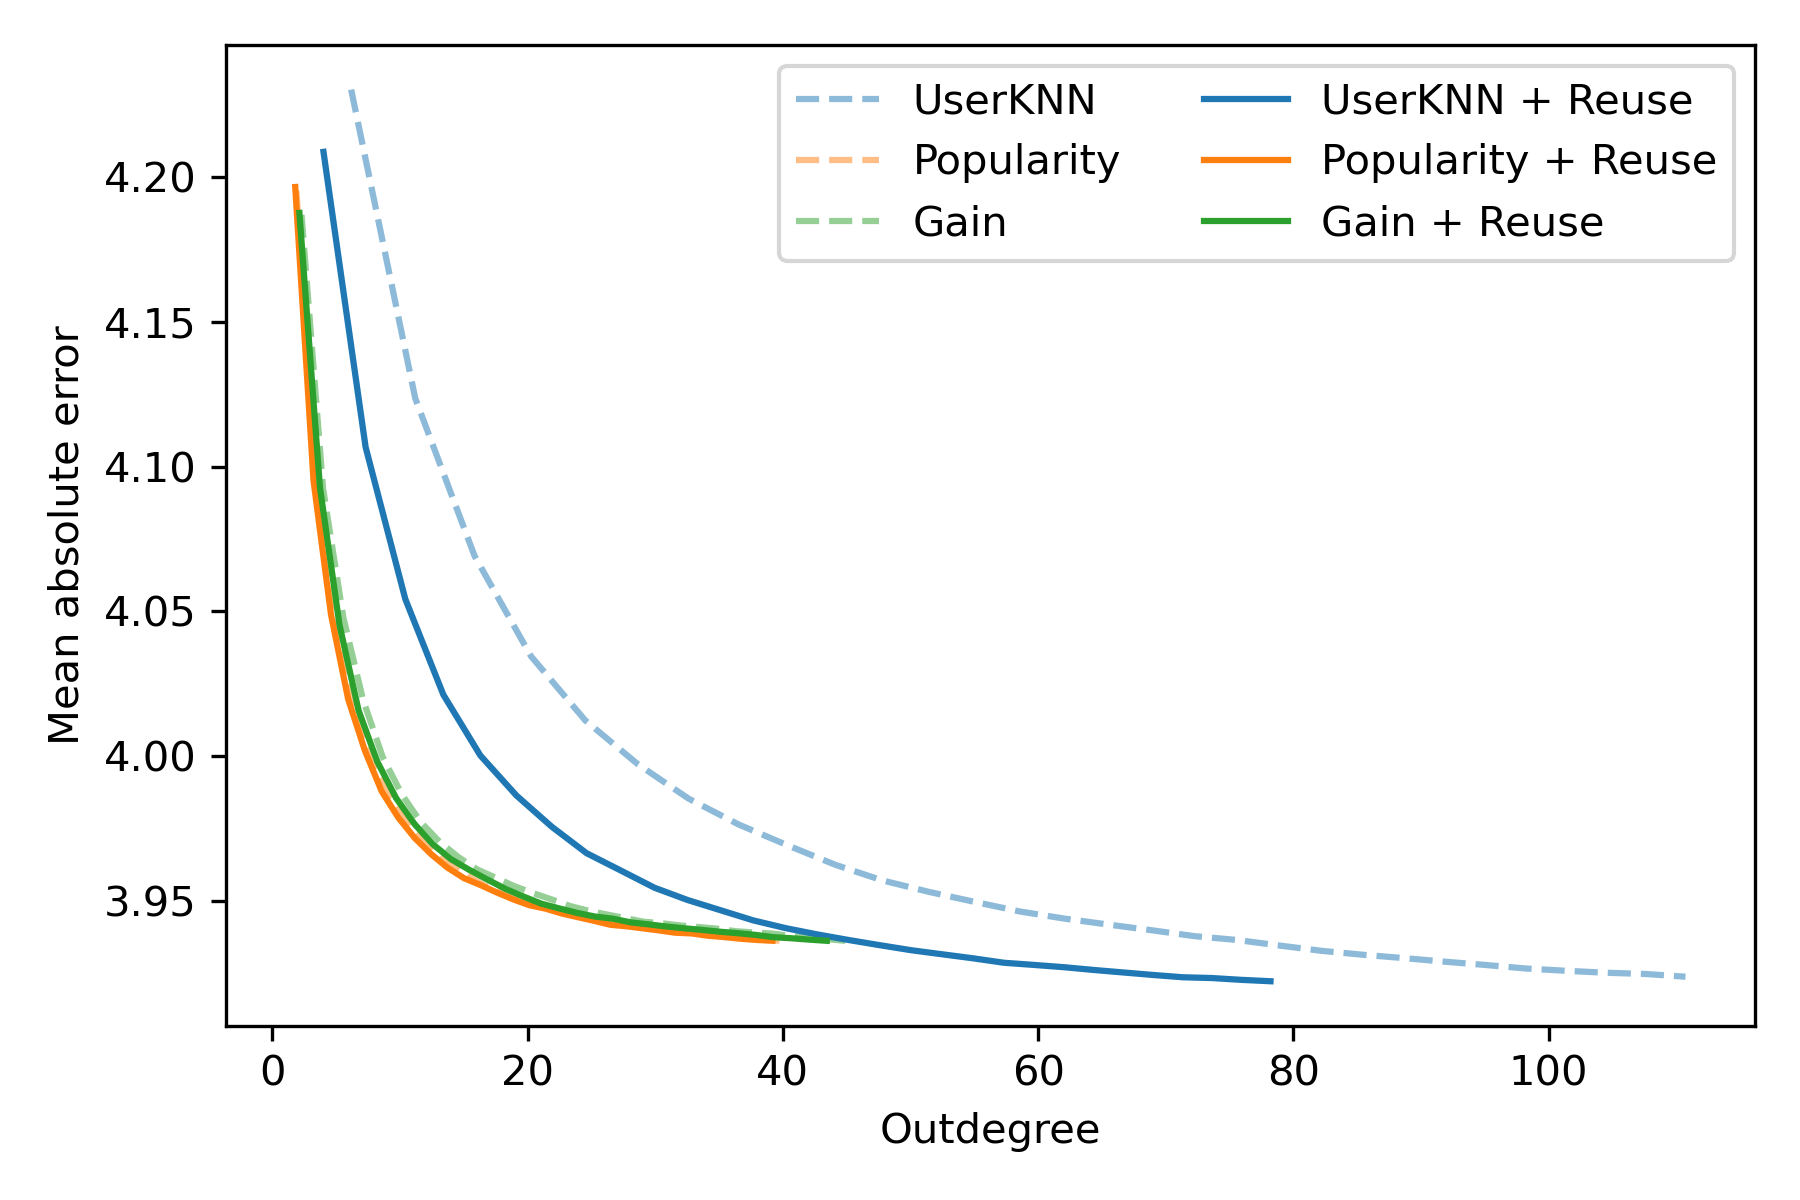 UserKNN
Popularity
Gain
UserKNN + Reuse
Popularity + Reuse
Gain + Reuse
Mean absolute error
4.20
4.15
4.10
4.05
4.00
3.95
0 20 40 60 80 100
Outdegree